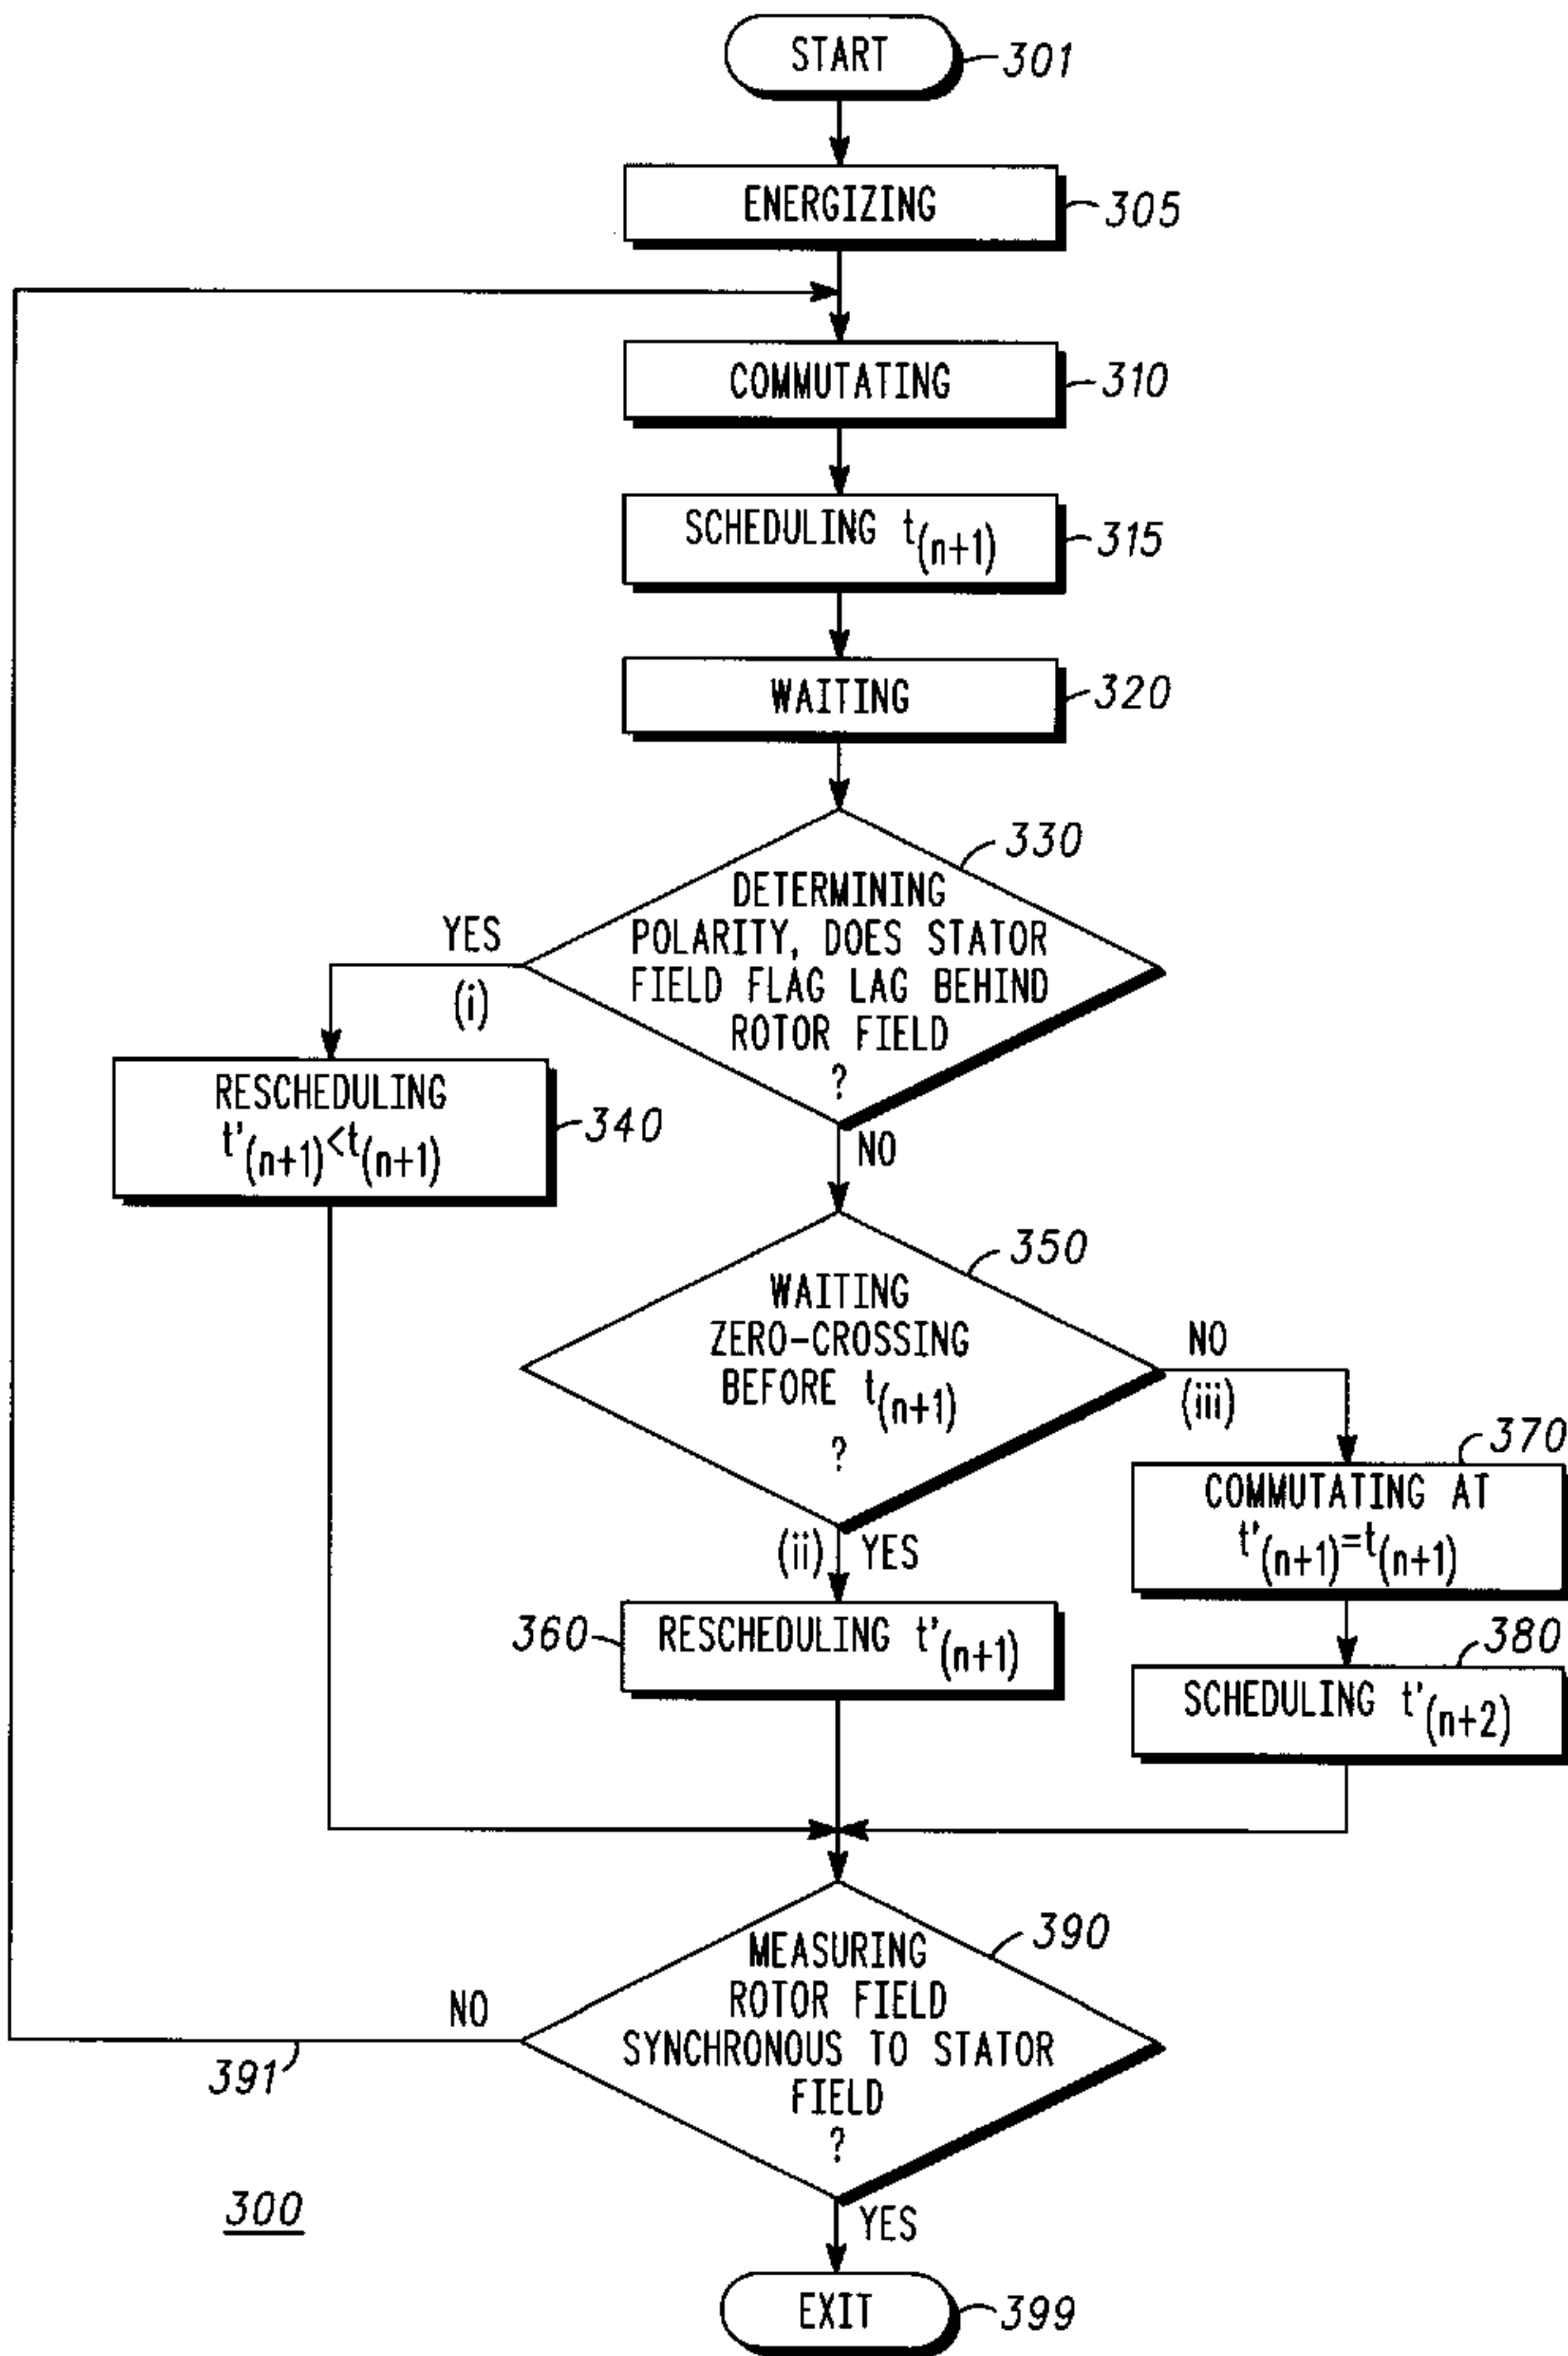 START
301
ENERGIZING
305
COMMUTATING
310
SCHEDULING t(n+1)
315
WAITING
320
330
DETERMINING
POLARITY, DOES STATOR
FIELD FLAG LAG BEHIND
ROTOR FIELD
?
YES
(i)
RESCHEDULING
t'(n+1)<t(n+1)
340
NO
350
WAITING
ZERO-CROSSING
BEFORE t(n+1)
?
NO
(iii)
370
COMMUTATING AT
t'(n+1)=t(n+1)
(ii) YES
360
RESCHEDULING t'(n+1)
380
SCHEDULING t'(n+2)
390
MEASURING
ROTOR FIELD
SYNCHRONOUS TO STATOR
FIELD
?
NO
391
300
YES
EXIT
399